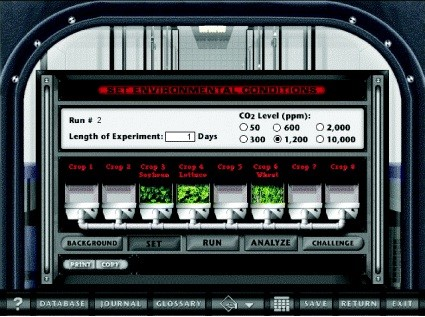 SET ENVIRONMENTAL CONDITIONS
Run # 2
Length of Experiment: 1 Days
CO2 Level (ppm):
50 600 2,000
300 1,200 10,000
Crop 1 Crop 2 Crop 3 Crop 4 Crop 5 Crop 6 Crop 7 Crop 8
Soybean Lettuce Wheat
BACKGROUND SET RUN ANALYZE CHALLENGE
PRINT COPY
? DATABASE JOURNAL GLOSSARY SAVE RETURN EXIT